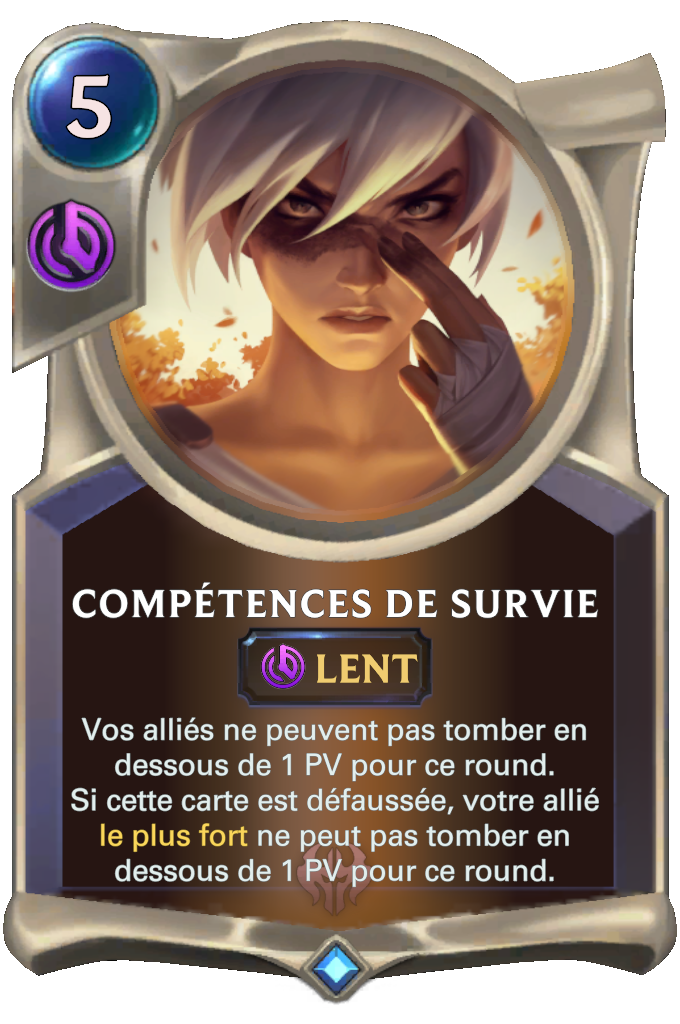 5
COMPÉTENCES DE SURVIE
LENT
Vos alliés ne peuvent pas tomber en
dessous de 1 PV pour ce round.
Si cette carte est défaussée, votre allié
le plus fort ne peut pas tomber en
dessous de 1 PV pour ce round.